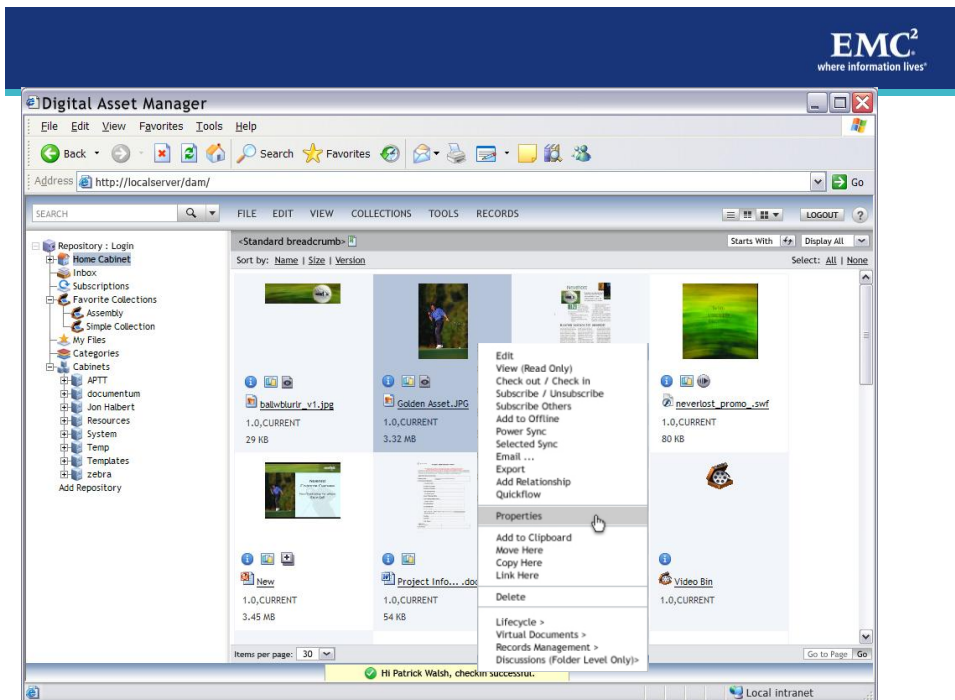 EMC²
where information lives®
Digital Asset Manager
File Edit View Favorites Tools Help
Back Search Favorites
Address http://localserver/dam/ Go
SEARCH FILE EDIT VIEW COLLECTIONS TOOLS RECORDS LOGOUT ?
<Standard breadcrumb> Starts With Display All
Sort by: Name | Size | Version Select: All | None
Repository : Login
Home Cabinet
Inbox
Subscriptions
Favorite Collections
Assembly
Simple Collection
My Files
Categories
Cabinets
APTT
documentum
Jon Halbert
Resources
System
Temp
Templates
zebra
Add Repository
ballwblurlr_v1.jpg
1.0,CURRENT
29 KB
Golden Asset.JPG
1.0,CURRENT
3.32 MB
neverlost_promo_.swf
1.0,CURRENT
80 KB
New
1.0,CURRENT
3.45 MB
Project Info... .doc
1.0,CURRENT
54 KB
Video Bin
1.0,CURRENT
Edit
View (Read Only)
Check out / Check in
Subscribe / Unsubscribe
Subscribe Others
Add to Offline
Power Sync
Selected Sync
Email ...
Export
Add Relationship
Quickflow
Properties
Add to Clipboard
Move Here
Copy Here
Link Here
Delete
Lifecycle >
Virtual Documents >
Records Management >
Discussions (Folder Level Only)>
Items per page: 30 Go to Page Go
Hi Patrick Walsh, checkin successful.
Local intranet